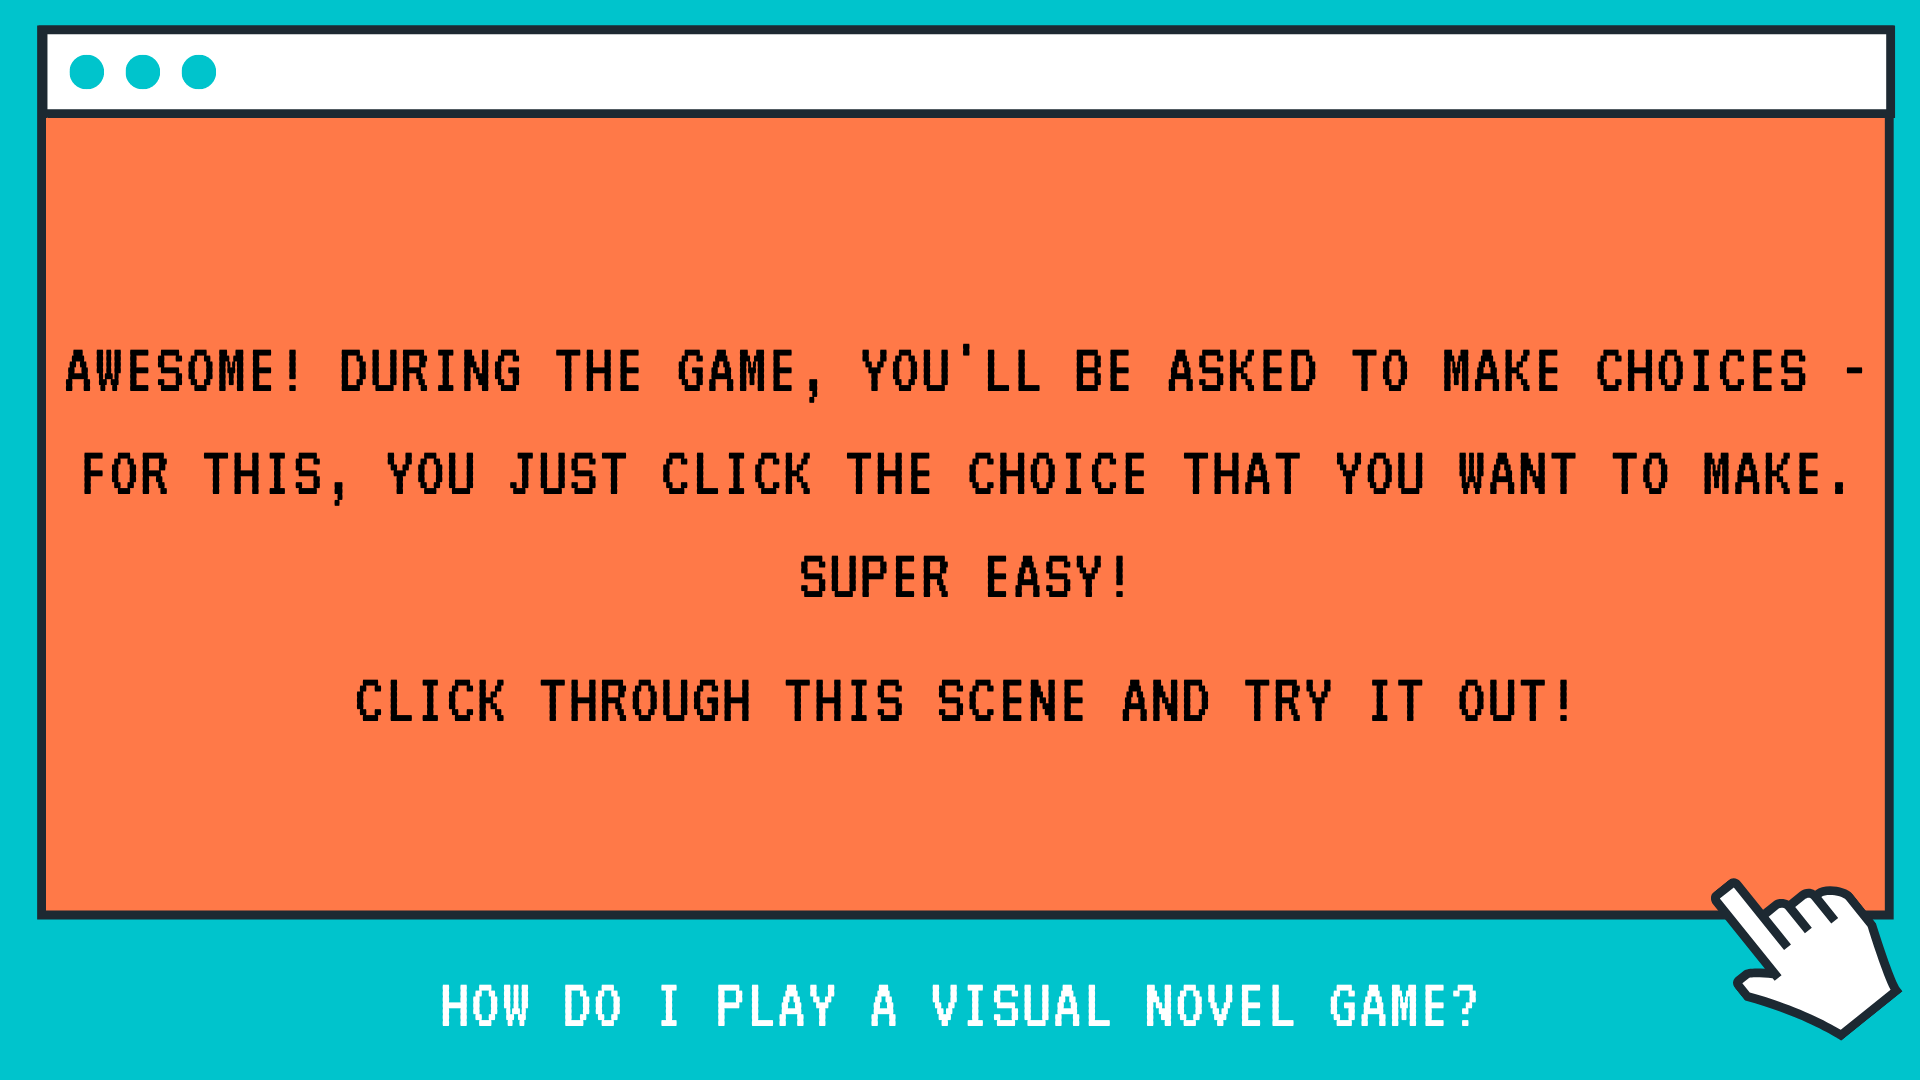 AWESOME! DURING THE GAME, YOU'LL BE ASKED TO MAKE CHOICES -
FOR THIS, YOU JUST CLICK THE CHOICE THAT YOU WANT TO MAKE.
SUPER EASY!
CLICK THROUGH THIS SCENE AND TRY IT OUT!
HOW DO I PLAY A VISUAL NOVEL GAME?